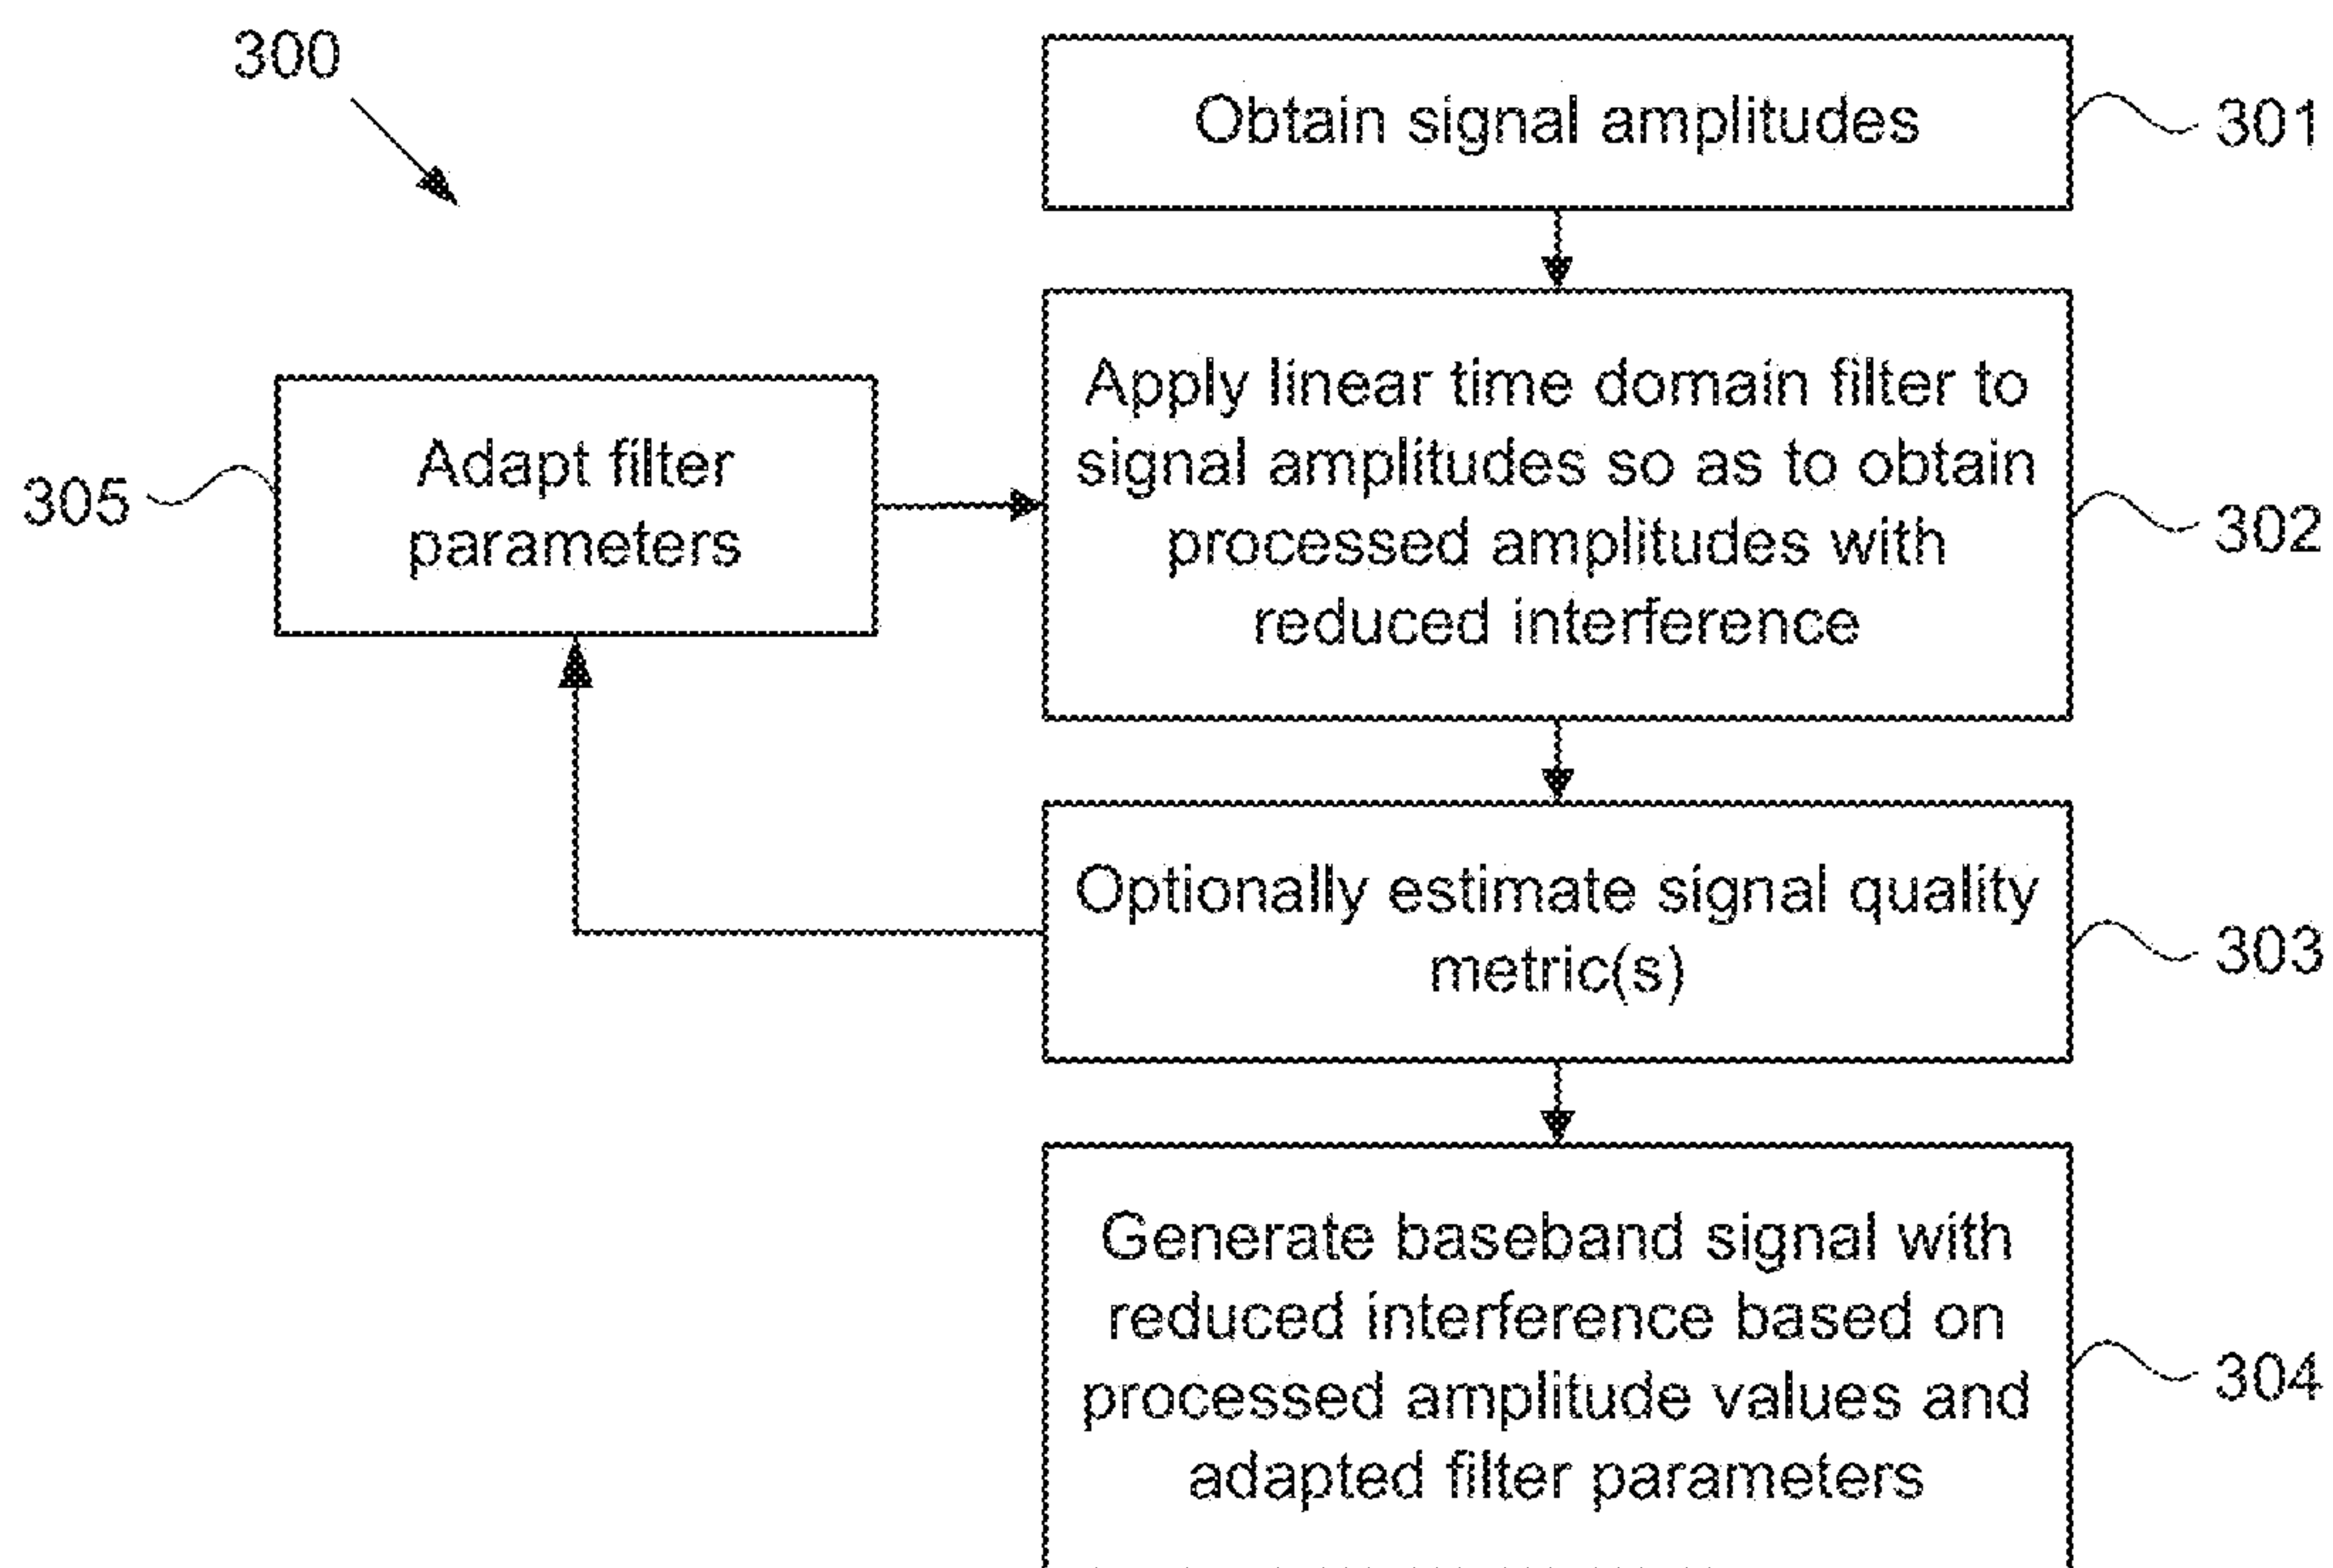 300
Obtain signal amplitudes
301
Apply linear time domain filter to
signal amplitudes so as to obtain
processed amplitudes with
reduced interference
302
Adapt filter
parameters
305
Optionally estimate signal quality
metric(s)
303
Generate baseband signal with
reduced interference based on
processed amplitude values and
adapted filter parameters
304